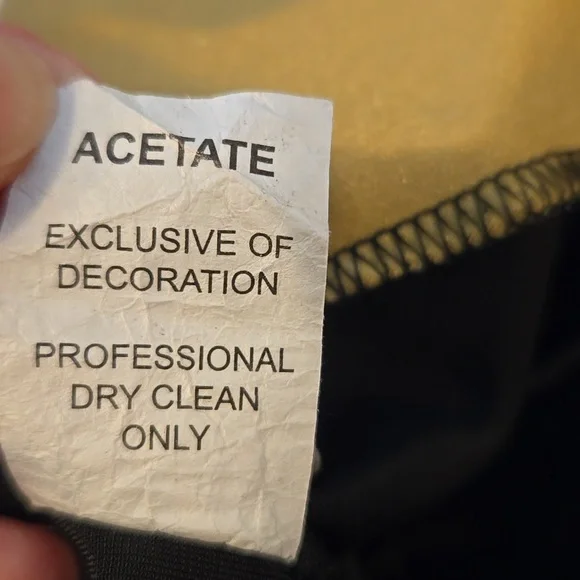 ACETATE
EXCLUSIVE OF
DECORATION
PROFESSIONAL
DRY CLEAN
ONLY